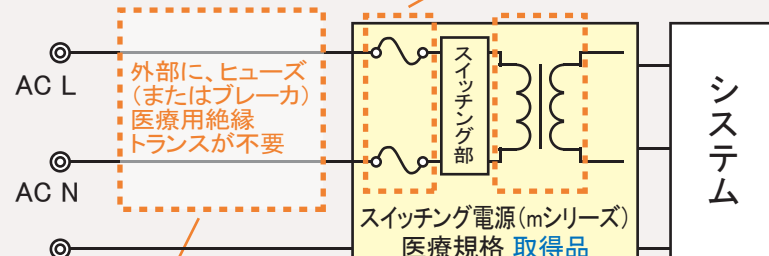 AC L
AC N
外部に、ヒューズ
（またはブレーカ）
医療用絶縁
トランスが不要
スイッチング部
スイッチング電源（mシリーズ）
医療規格 取得品
システム